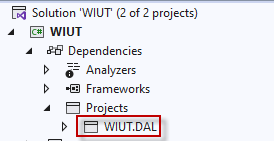 Solution 'WIUT' (2 of 2 projects)
C# WIUT
Dependencies
Analyzers
Frameworks
Projects
WIUT.DAL